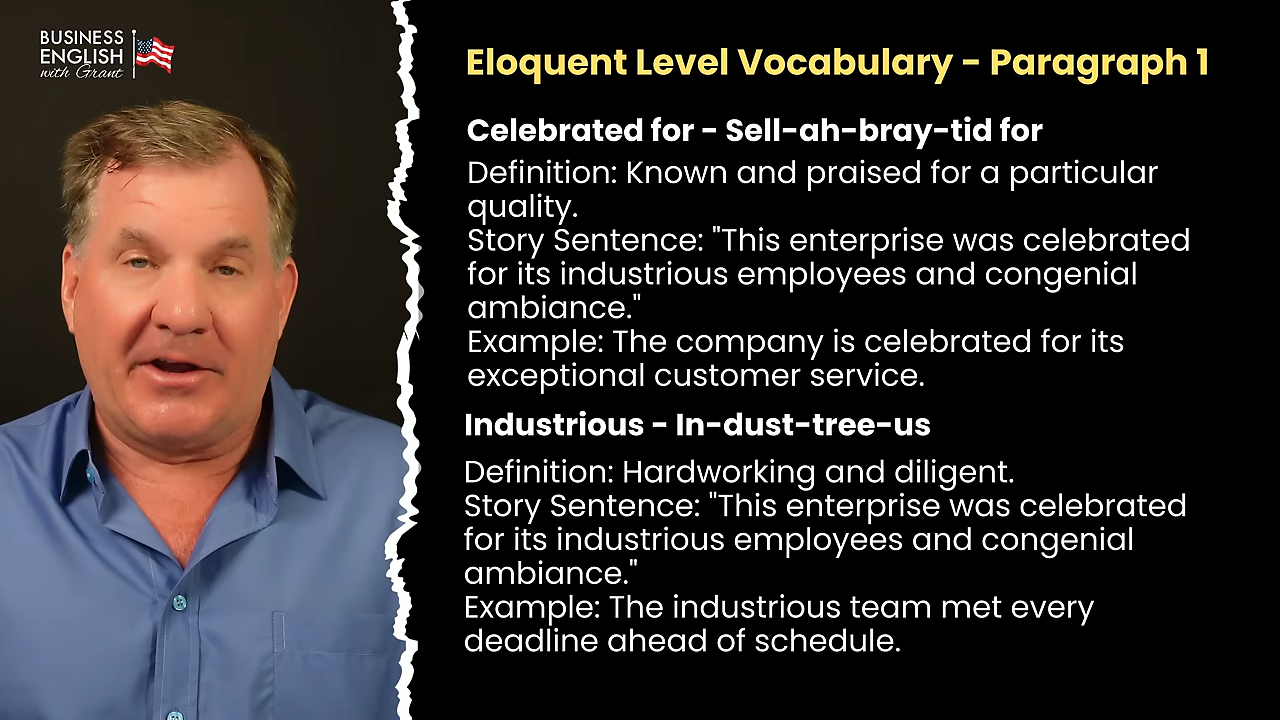 BUSINESS
ENGLISH
with Grant
Eloquent Level Vocabulary - Paragraph 1
Celebrated for - Sell-ah-bray-tid for
Definition: Known and praised for a particular
quality.
Story Sentence: "This enterprise was celebrated
for its industrious employees and congenial
ambiance."
Example: The company is celebrated for its
exceptional customer service.
Industrious - In-dust-tree-us
Definition: Hardworking and diligent.
Story Sentence: "This enterprise was celebrated
for its industrious employees and congenial
ambiance."
Example: The industrious team met every
deadline ahead of schedule.